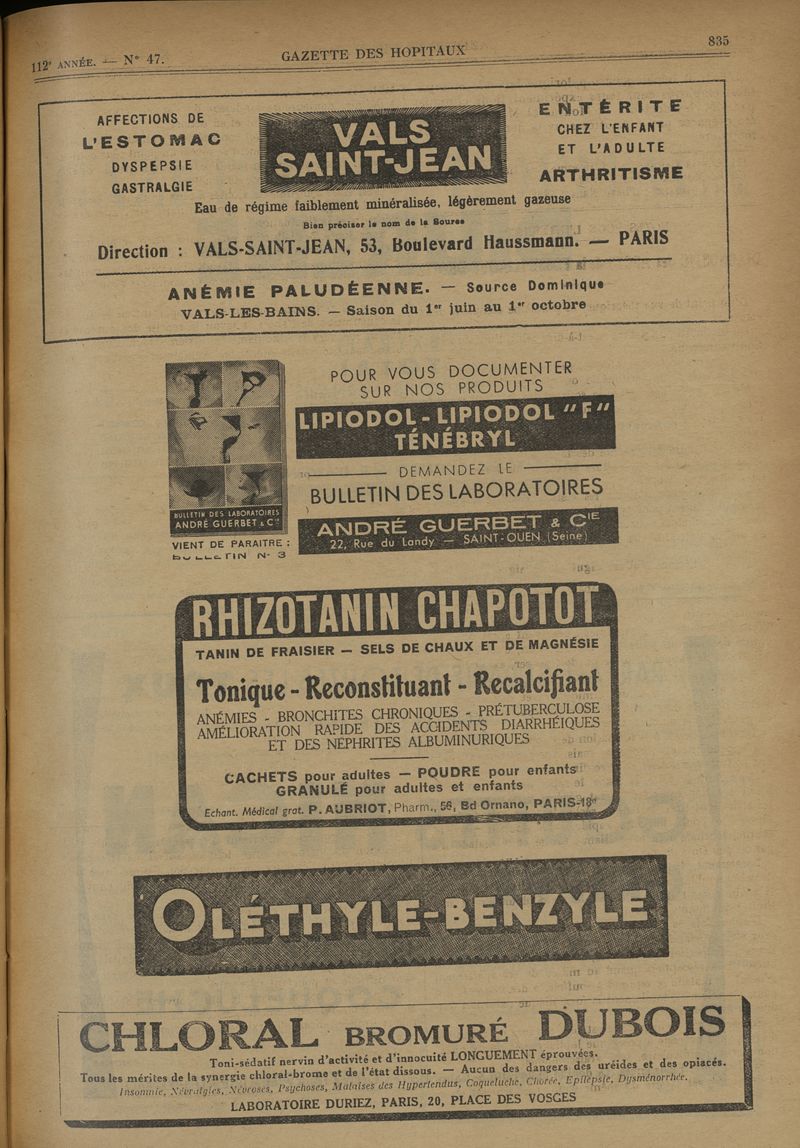 112e ANNÉE. — N° 47.
GAZETTE DES HOPITAUX
835
AFFECTIONS DE
L'ESTOMAC
DYSPEPSIE
GASTRALGIE
VALS
SAINT-JEAN
ENTÉRITE
CHEZ L'ENFANT
ET L'ADULTE
ARTHRITISME
Eau de régime faiblement minéralisée, légèrement gazeuse
Bien préciser le nom de la Source
Direction : VALS-SAINT-JEAN, 53, Boulevard Haussmann. — PARIS
ANÉMIE PALUDÉENNE. — Source Dominique
VALS-LES-BAINS. — Saison du 1er juin au 1er octobre
BULLETIN DES LABORATOIRES
ANDRÉ GUERBET & Cie
VIENT DE PARAITRE :
BULLETIN N° 3
POUR VOUS DOCUMENTER
SUR NOS PRODUITS
LIPIODOL - LIPIODOL "F"
TÉNÉBRYL
DEMANDEZ LE
BULLETIN DES LABORATOIRES
ANDRÉ GUERBET & CIE
22, Rue du Landy — SAINT-OUEN (Seine)
RHIZOTANIN CHAPOTOT
TANIN DE FRAISIER — SELS DE CHAUX ET DE MAGNÉSIE
Tonique - Reconstituant - Recalcifiant
ANÉMIES - BRONCHITES CHRONIQUES - PRÉTUBERCULOSE
AMÉLIORATION RAPIDE DES ACCIDENTS DIARRHÉIQUES
ET DES NÉPHRITES ALBUMINURIQUES
CACHETS pour adultes — POUDRE pour enfants
GRANULÉ pour adultes et enfants
Echant. Médical grat. P. AUBRIOT, Pharm., 56, Bd Ornano, PARIS-18e
OLÉTHYLE-BENZYLE
CHLORAL BROMURÉ DUBOIS
Toni-sédatif nervin d'activité et d'innocuité LONGUEMENT éprouvées.
Tous les mérites de la synergie chloral-brome et de l'état dissous. — Aucun des dangers des uréides et des opiacés.
Insomnie, Névralgies, Névroses, Psychoses, Malaises des Hypertendus, Coqueluche, Chorée, Epilepsie, Dysménorrhée.
LABORATOIRE DURIEZ, PARIS, 20, PLACE DES VOSGES